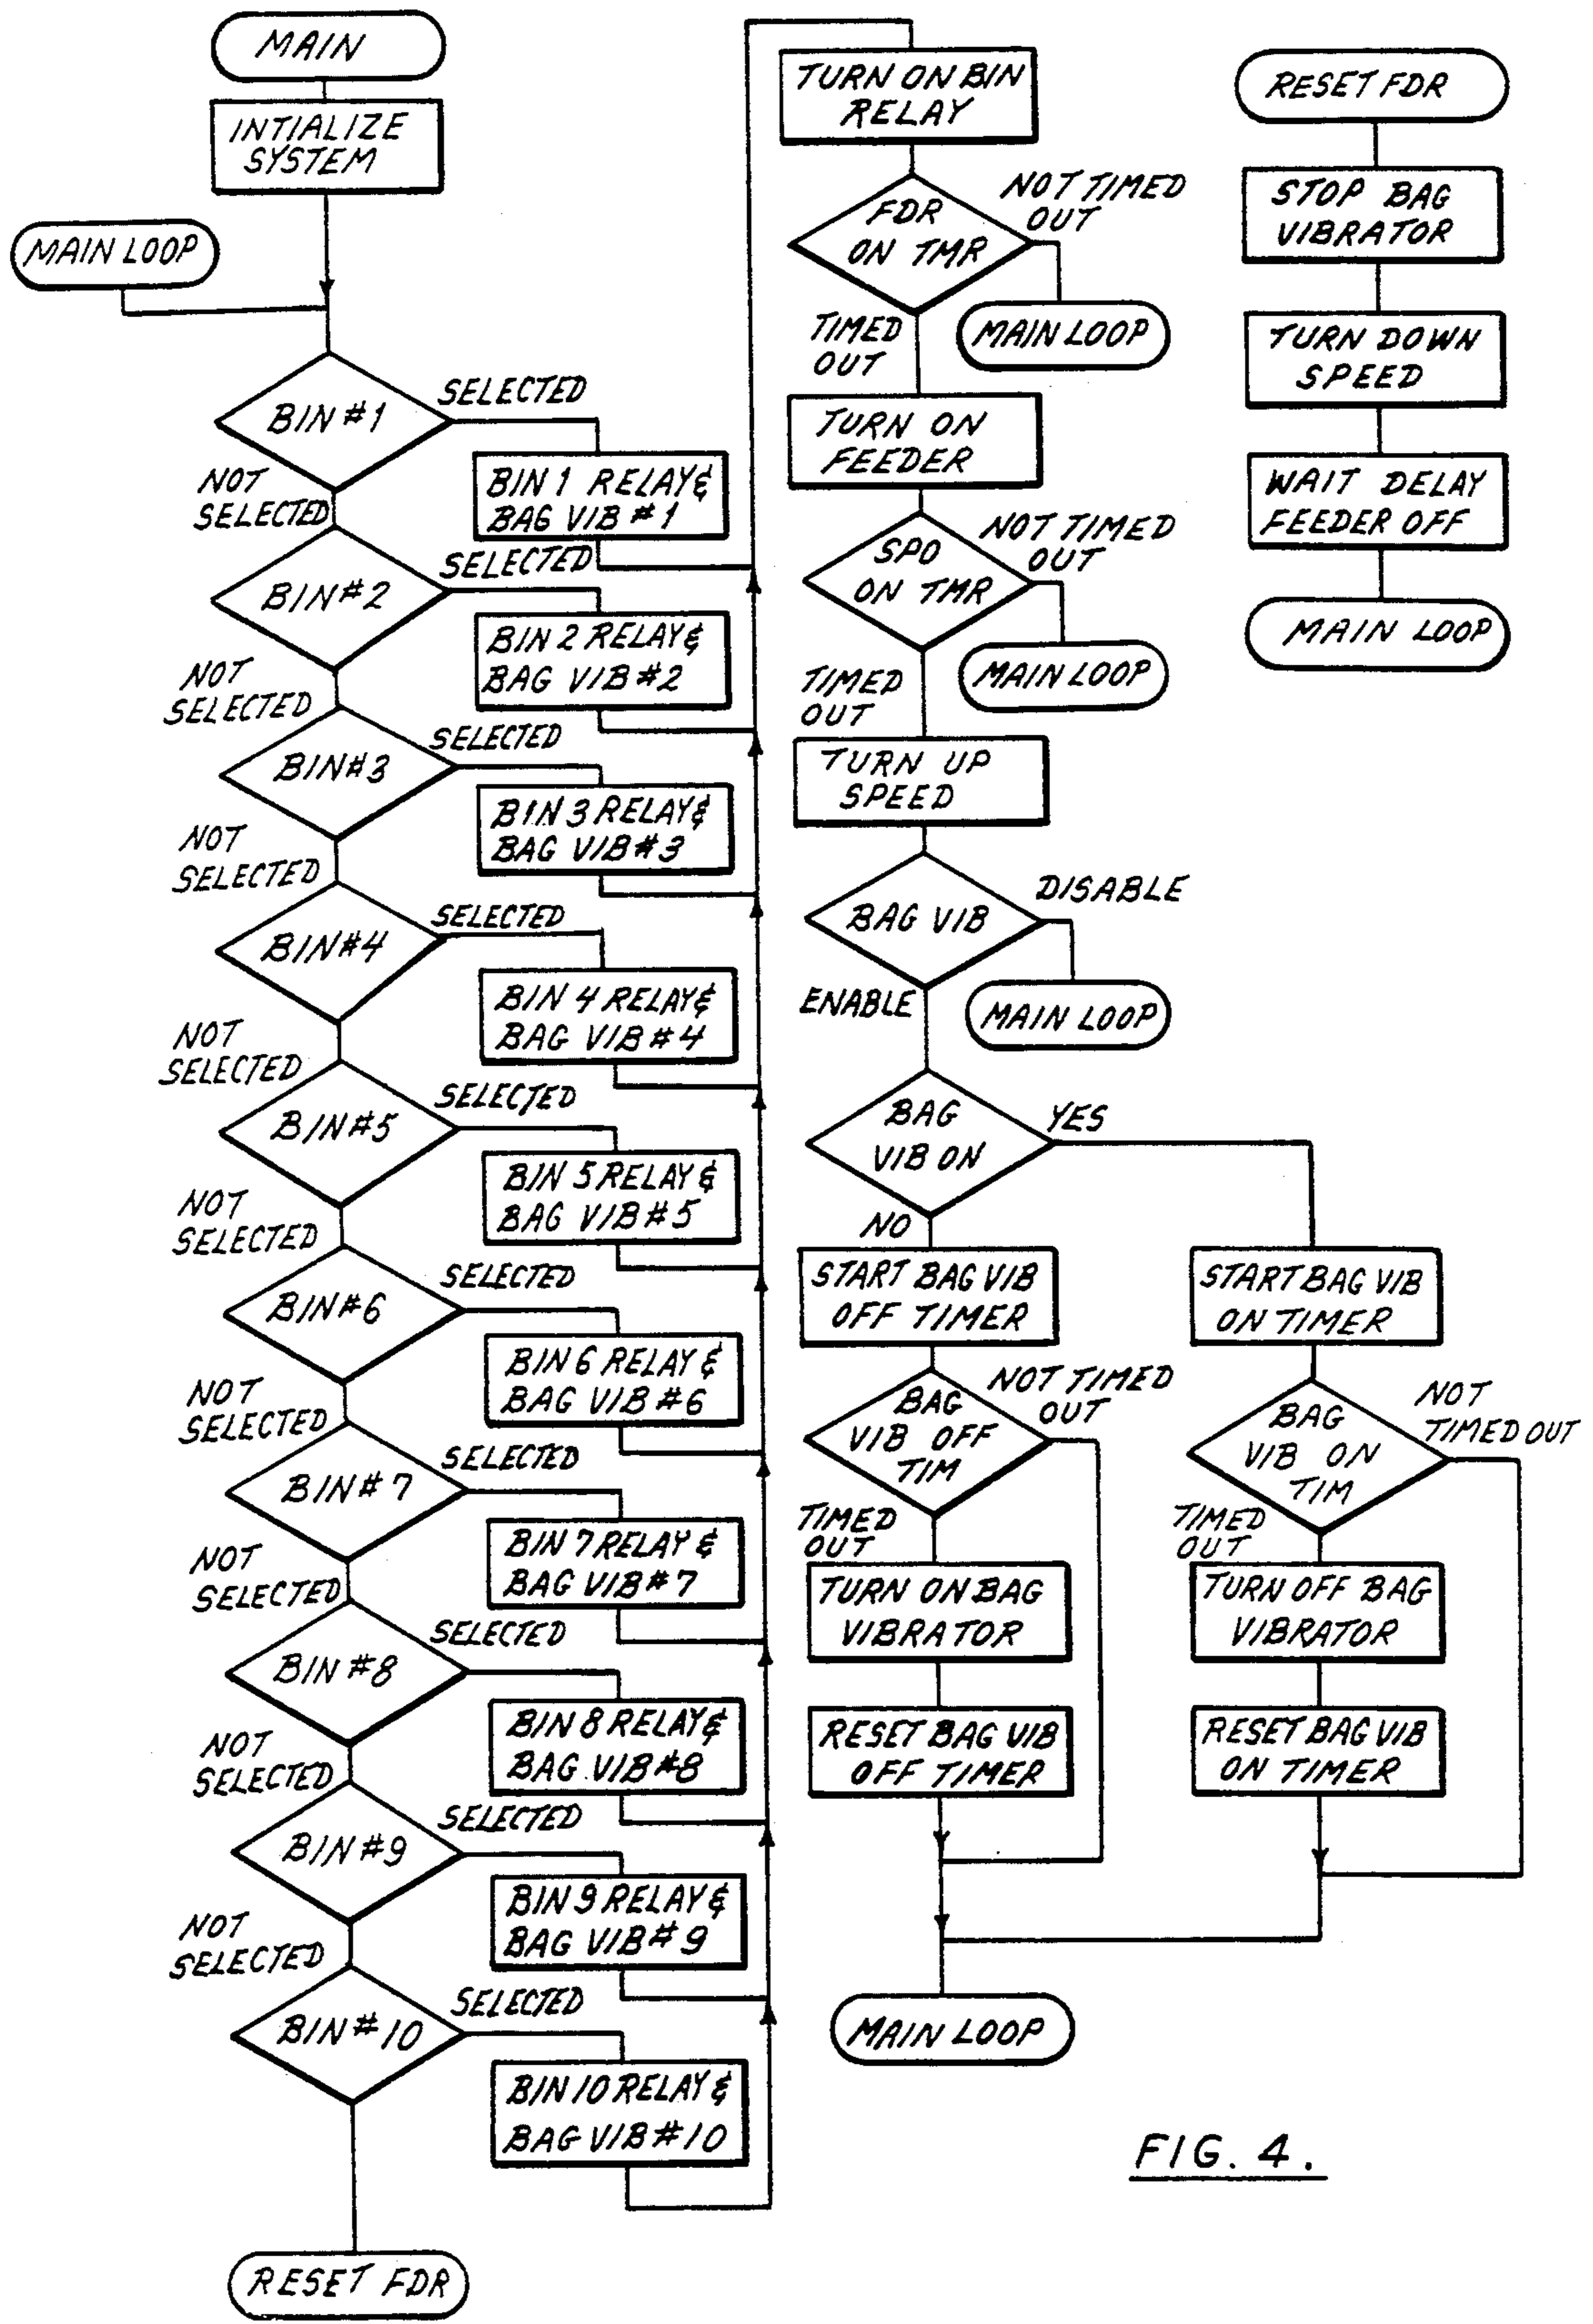 MAIN
INTIALIZE
SYSTEM
MAIN LOOP
BIN #1
SELECTED
NOT
SELECTED
BIN 1 RELAY &
BAG VIB #1
BIN #2
SELECTED
NOT
SELECTED
BIN 2 RELAY &
BAG VIB #2
BIN #3
SELECTED
NOT
SELECTED
BIN 3 RELAY &
BAG VIB #3
BIN #4
SELECTED
NOT
SELECTED
BIN 4 RELAY &
BAG VIB #4
BIN #5
SELECTED
NOT
SELECTED
BIN 5 RELAY &
BAG VIB #5
BIN #6
SELECTED
NOT
SELECTED
BIN 6 RELAY &
BAG VIB #6
BIN #7
SELECTED
NOT
SELECTED
BIN 7 RELAY &
BAG VIB #7
BIN #8
SELECTED
NOT
SELECTED
BIN 8 RELAY &
BAG VIB #8
BIN #9
SELECTED
NOT
SELECTED
BIN 9 RELAY &
BAG VIB #9
BIN #10
SELECTED
BIN 10 RELAY &
BAG VIB #10
RESET FDR
TURN ON BIN
RELAY
FDR
ON TMR
NOT TIMED
OUT
MAIN LOOP
TIMED
OUT
TURN ON
FEEDER
SPO
ON TMR
NOT TIMED
OUT
MAIN LOOP
TIMED
OUT
TURN UP
SPEED
BAG VIB
DISABLE
MAIN LOOP
ENABLE
BAG
VIB ON
YES
NO
START BAG VIB
OFF TIMER
BAG
VIB OFF
TIM
NOT TIMED
OUT
TIMED
OUT
TURN ON BAG
VIBRATOR
RESET BAG VIB
OFF TIMER
START BAG VIB
ON TIMER
BAG
VIB ON
TIM
NOT
TIMED OUT
TIMED
OUT
TURN OFF BAG
VIBRATOR
RESET BAG VIB
ON TIMER
MAIN LOOP
RESET FDR
STOP BAG
VIBRATOR
TURN DOWN
SPEED
WAIT DELAY
FEEDER OFF
MAIN LOOP
FIG. 4.